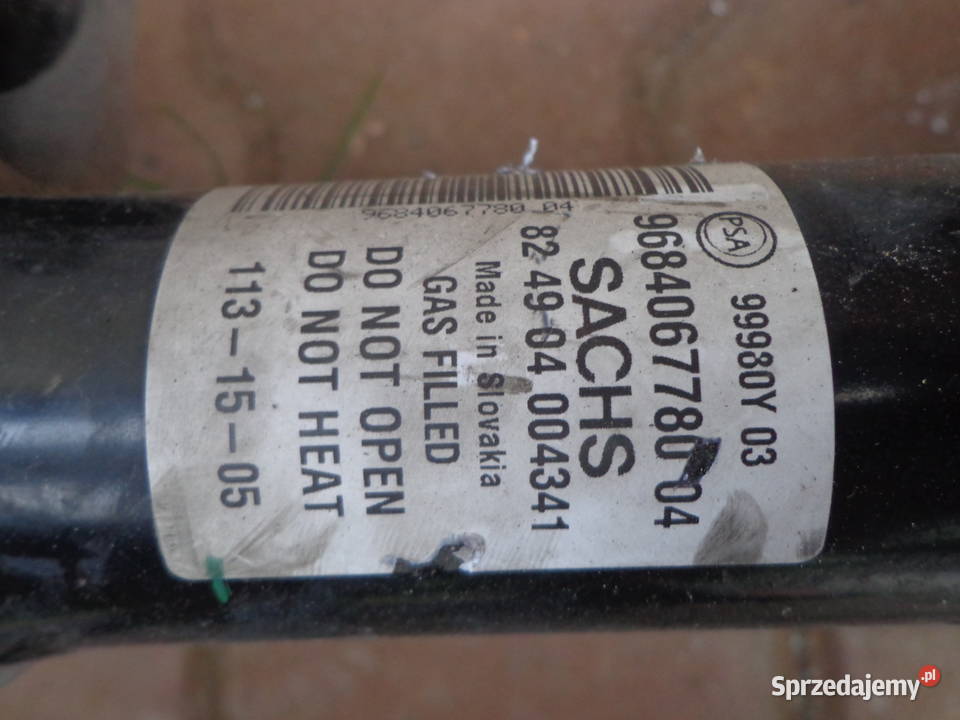 PSA 99980Y 03
9684067780 04
SACHS
82 49 04 004341
Made in Slovakia
GAS FILLED
DO NOT OPEN
DO NOT HEAT
113-15-05
9684067780 04
Sprzedajemy.pl